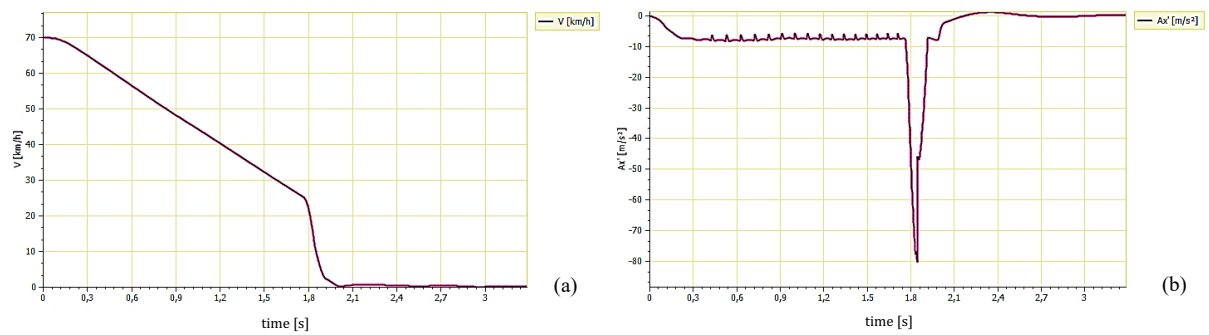 V [km/h]
70
60
50
40
30
20
10
0
V [km/h]
0 0,3 0,6 0,9 1,2 1,5 1,8 2,1 2,4 2,7 3
time [s]
(a)
Ax' [m/s²]
0
-10
-20
-30
-40
-50
-60
-70
-80
Ax' [m/s²]
0 0,3 0,6 0,9 1,2 1,5 1,8 2,1 2,4 2,7 3
time [s]
(b)